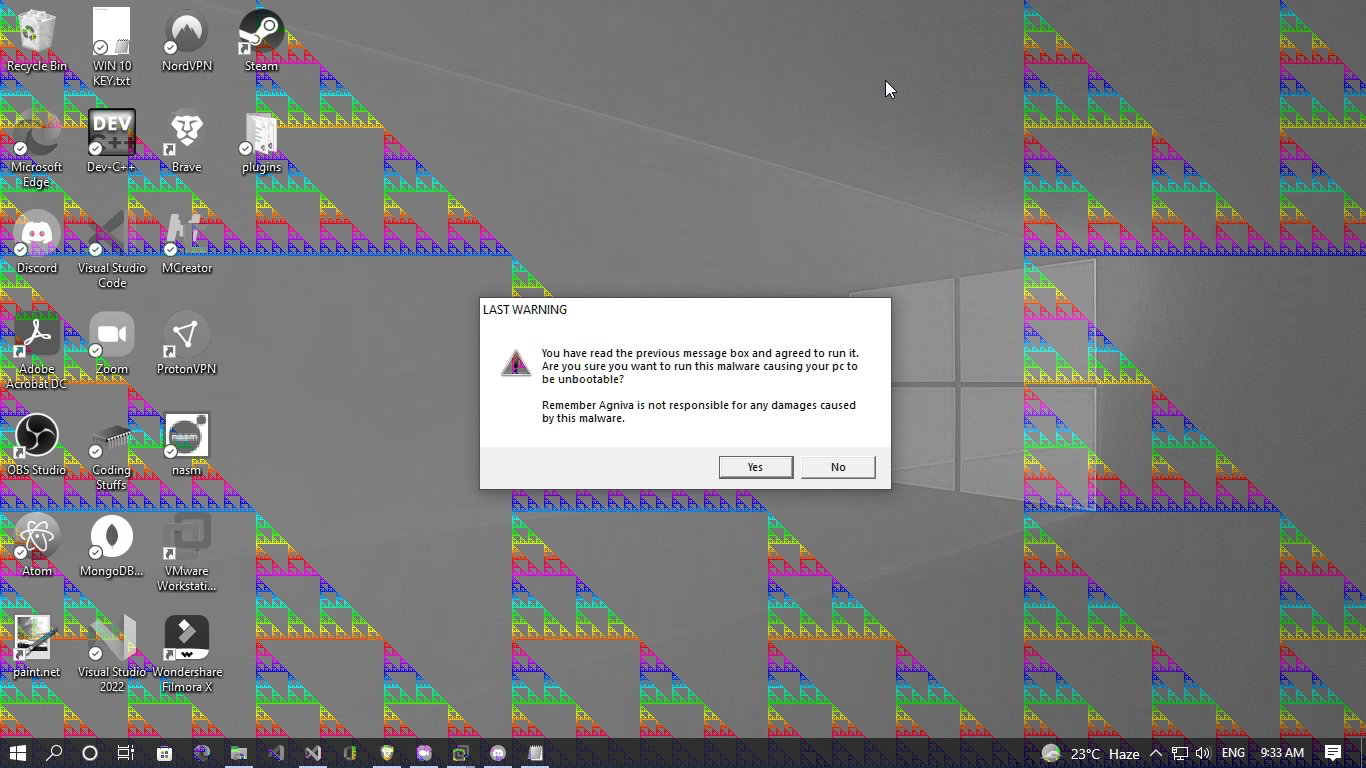 Recycle Bin
WIN 10
KEY.txt
NordVPN
Steam
Microsoft
Edge
DEV
C++
Dev-C++
Brave
plugins
Discord
Visual Studio
Code
MCreator
Adobe
Acrobat DC
Zoom
ProtonVPN
OBS Studio
Coding
Stuffs
nasm
nasm
Atom
MongoDB...
VMware
Workstati...
paint.net
Visual Studio
2022
Wondershare
Filmora X
LAST WARNING
You have read the previous message box and agreed to run it.
Are you sure you want to run this malware causing your pc to
be unbootable?
Remember Agniva is not responsible for any damages caused
by this malware.
Yes
No
23°C Haze
ENG
9:33 AM